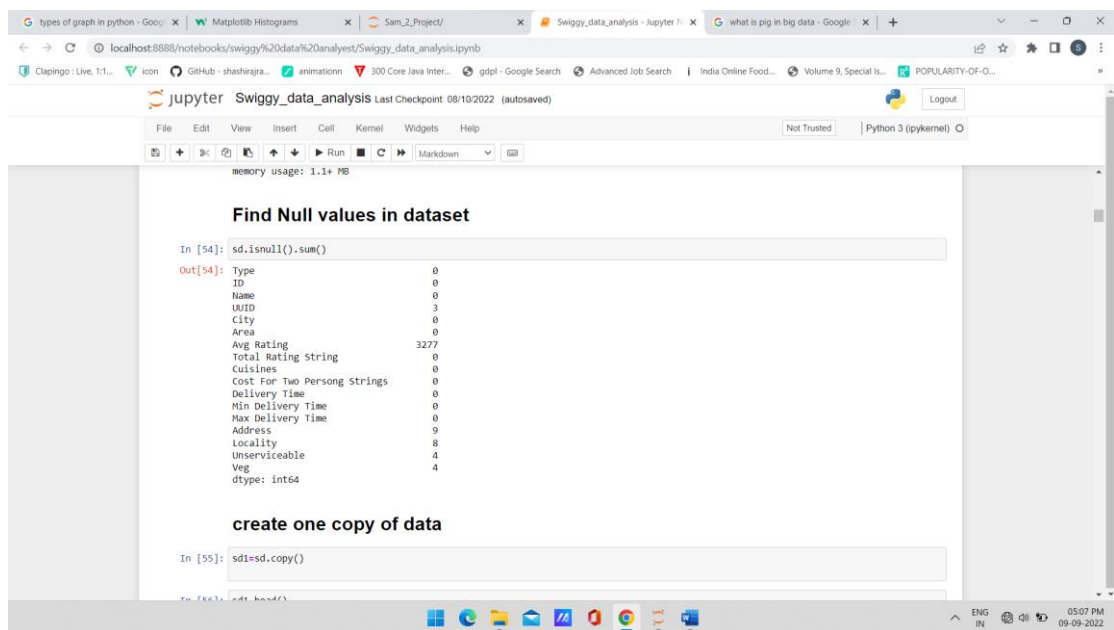 types of graph in python - Goog
Matplotlib Histograms
Sam_2_Project/
Swiggy_data_analysis - Jupyter N
what is pig in big data - Google S
localhost:8888/notebooks/swiggy%20data%20analyest/Swiggy_data_analysis.ipynb
Clapingo : Live, 1:1...
icon
GitHub - shashirajra...
animationn
300 Core Java Inter...
gdpl - Google Search
Advanced Job Search
India Online Food...
Volume 9, Special Is...
POPULARITY-OF-O...
jupyter Swiggy_data_analysis Last Checkpoint: 08/10/2022 (autosaved)
Logout
File Edit View Insert Cell Kernel Widgets Help
Not Trusted
Python 3 (ipykernel)
Run
Markdown
memory usage: 1.1+ MB
Find Null values in dataset
In [54]: sd.isnull().sum()
Out[54]: Type 0
ID 0
Name 0
UUID 3
City 0
Area 0
Avg Rating 3277
Total Rating String 0
Cuisines 0
Cost For Two Persong Strings 0
Delivery Time 0
Min Delivery Time 0
Max Delivery Time 0
Address 9
Locality 8
Unserviceable 4
Veg 4
dtype: int64
create one copy of data
In [55]: sd1=sd.copy()
In [56]: sd1.head()
ENG
IN
05:07 PM
09-09-2022